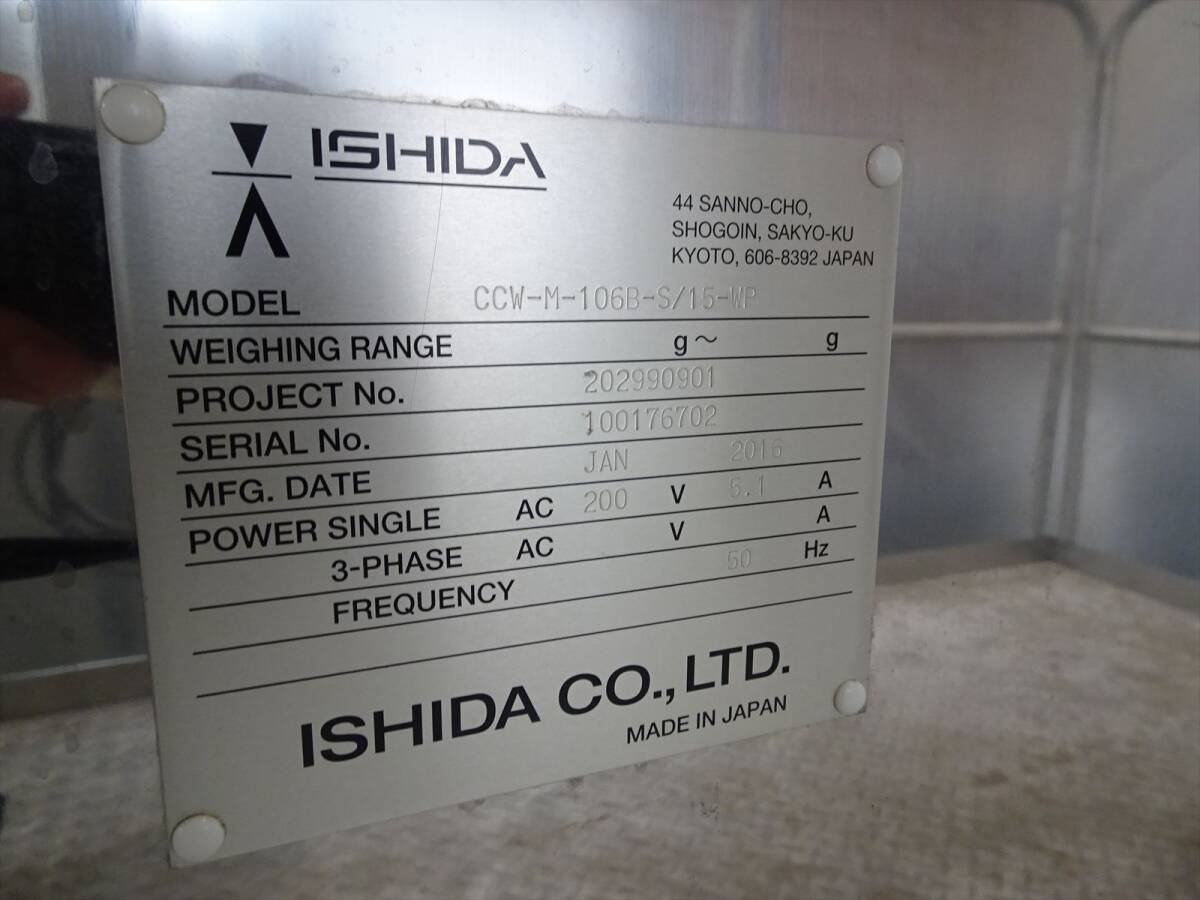 ISHIDA
44 SANNO-CHO,
SHOGOIN, SAKYO-KU
KYOTO, 606-8392 JAPAN
MODEL CCW-M-106B-S/15-WP
WEIGHING RANGE g~ g
PROJECT No. 202990901
SERIAL No. 100176702
MFG. DATE JAN 2016
POWER SINGLE AC 200 V A
3-PHASE AC V A
FREQUENCY 50 Hz
ISHIDA CO., LTD.
MADE IN JAPAN